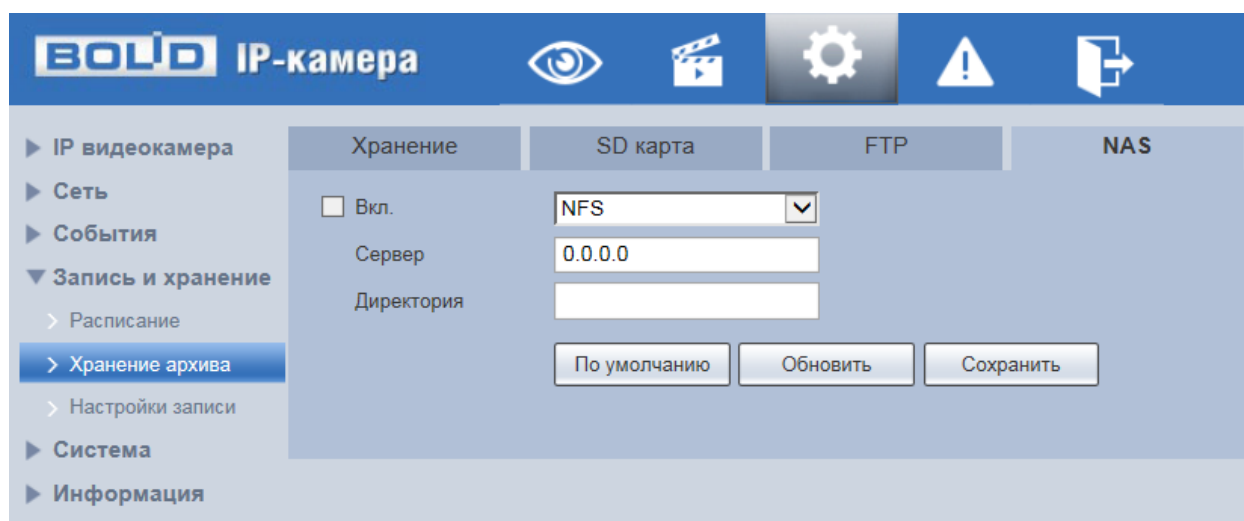 BOLID IP-камера
IP видеокамера
Сеть
События
Запись и хранение
Расписание
Хранение архива
Настройки записи
Система
Информация
Хранение SD карта FTP NAS
Вкл. NFS
Сервер 0.0.0.0
Директория
По умолчанию Обновить Сохранить